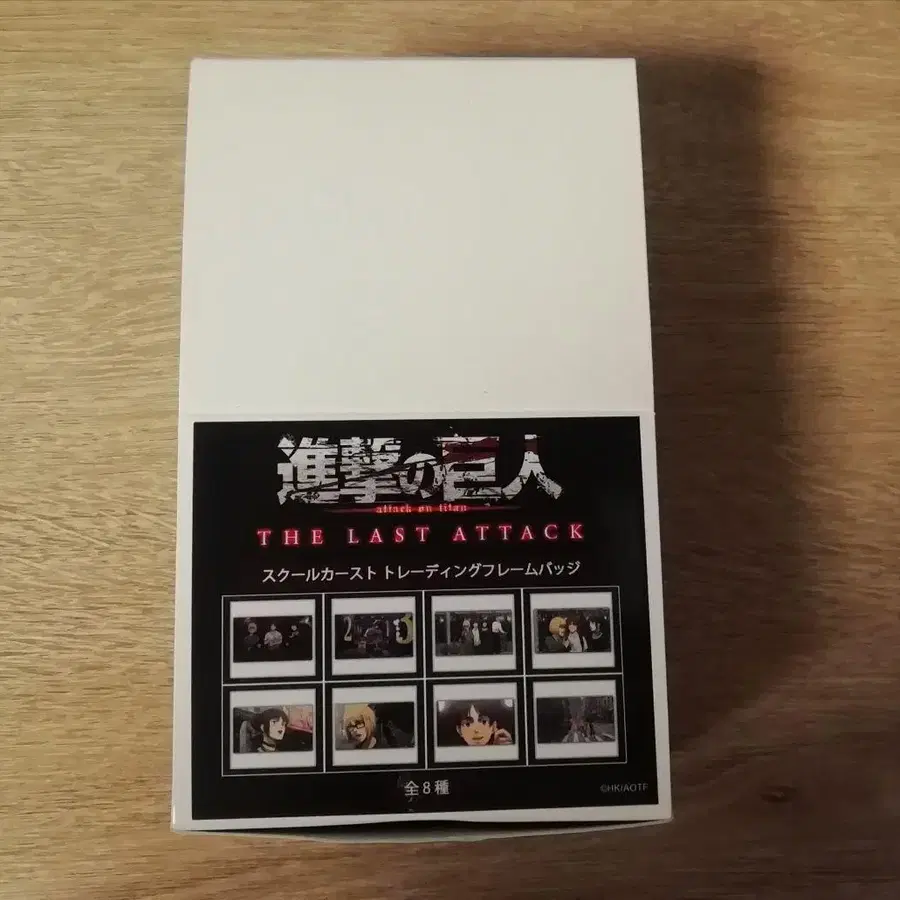 進撃の巨人
attack on titan
THE LAST ATTACK
スクールカースト トレーディングフレームバッジ
全8種
©HK/AOTF